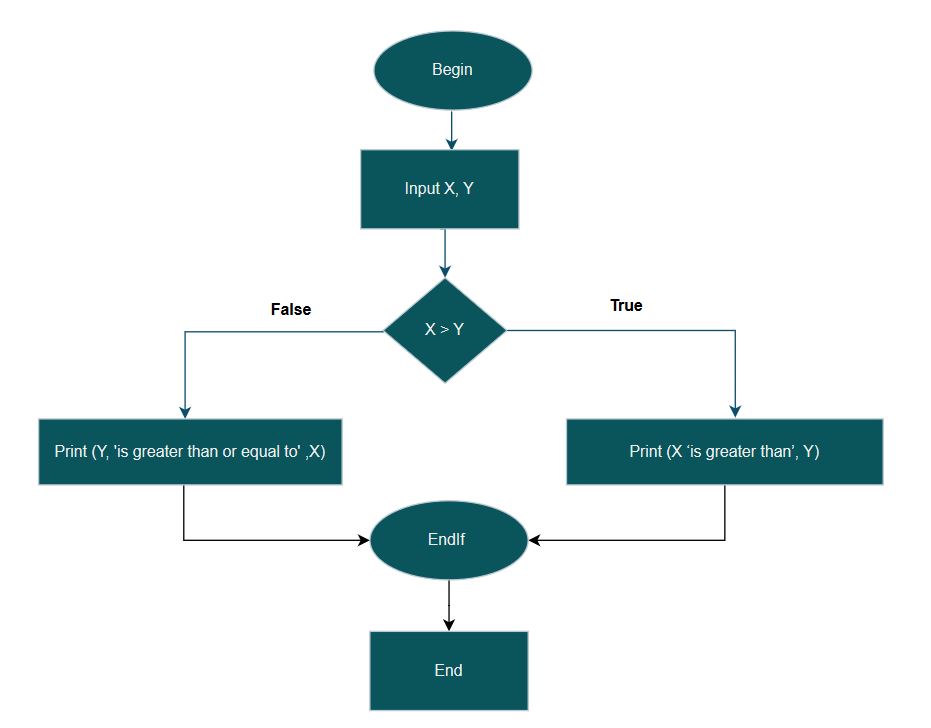 Begin
Input X, Y
X > Y
False
True
Print (Y, 'is greater than or equal to' ,X)
Print (X ‘is greater than’, Y)
EndIf
End